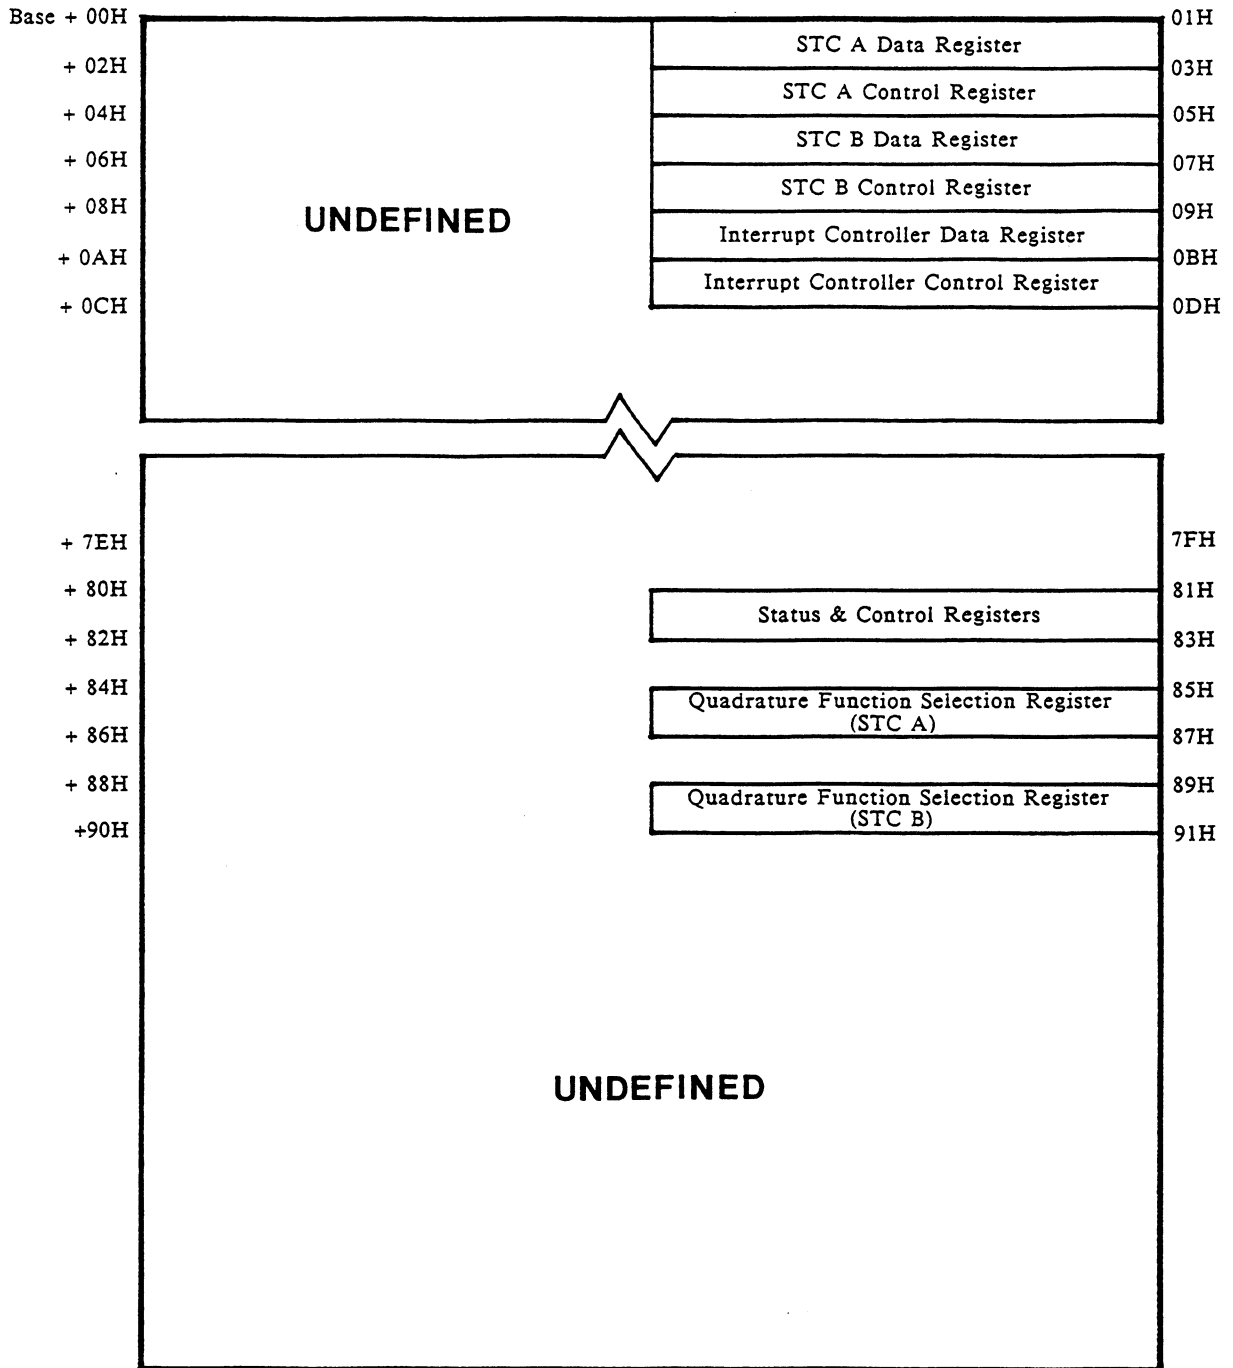 Base + 00H 01H
STC A Data Register
+ 02H 03H
STC A Control Register
+ 04H 05H
STC B Data Register
+ 06H 07H
STC B Control Register
+ 08H 09H
UNDEFINED
Interrupt Controller Data Register
+ 0AH 0BH
Interrupt Controller Control Register
+ 0CH 0DH
+ 7EH 7FH
+ 80H 81H
Status & Control Registers
+ 82H 83H
+ 84H 85H
Quadrature Function Selection Register
(STC A)
+ 86H 87H
+ 88H 89H
Quadrature Function Selection Register
(STC B)
+90H 91H
UNDEFINED